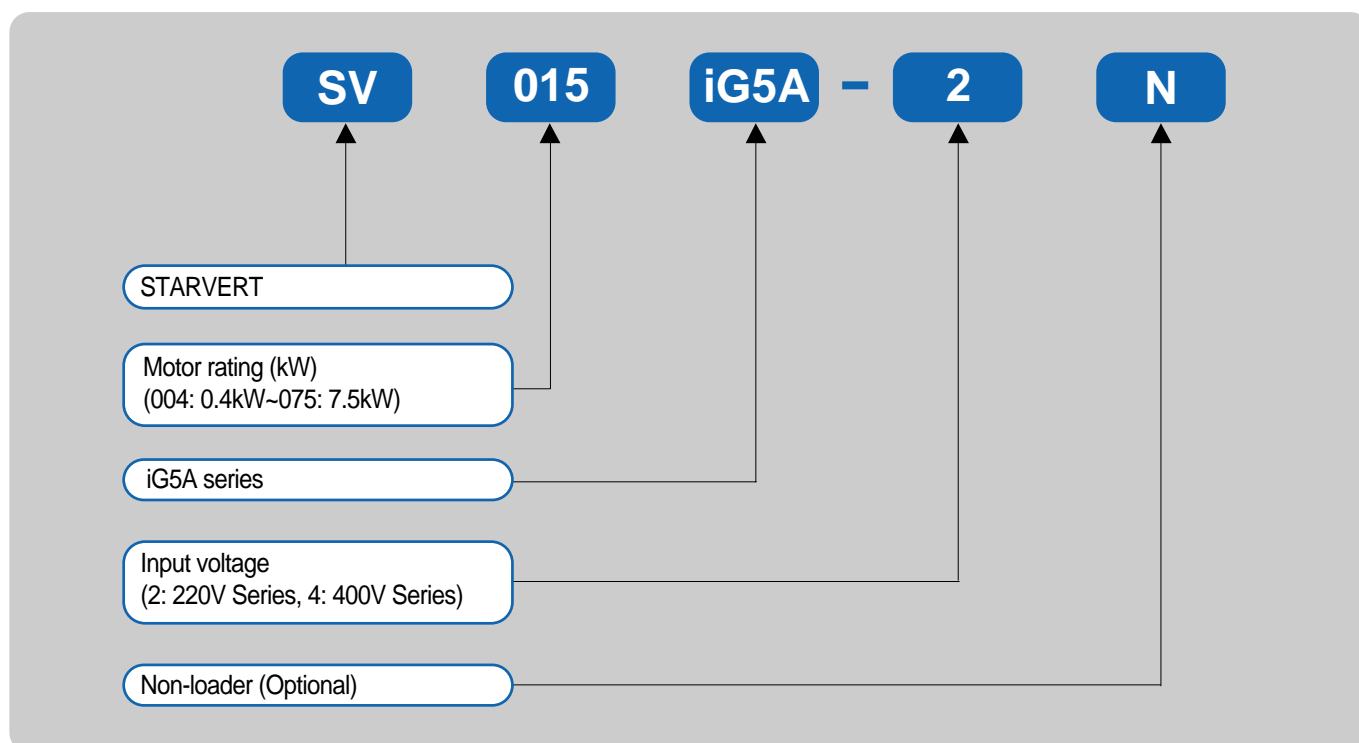 SV 015 iG5A - 2 N
STARVERT
Motor rating (kW)
(004: 0.4kW~075: 7.5kW)
iG5A series
Input voltage
(2: 220V Series, 4: 400V Series)
Non-loader (Optional)